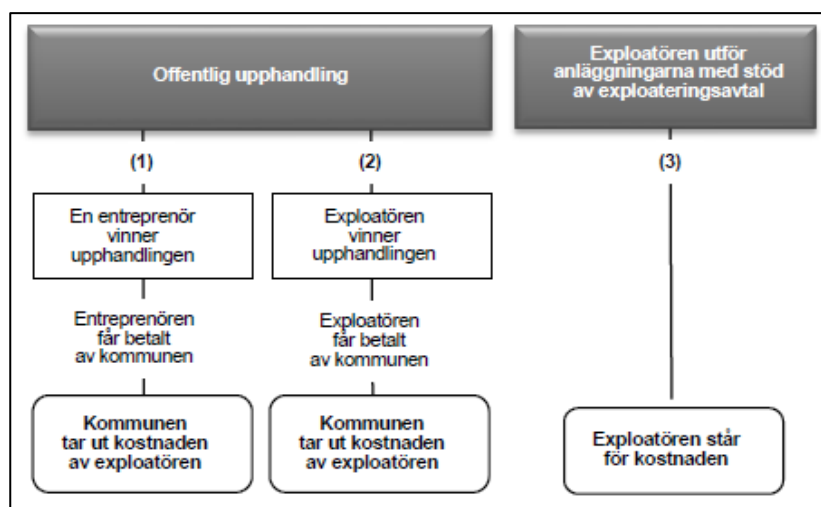 Offentlig upphandling
Exploatören utför
anläggningarna med stöd
av exploateringsavtal
(1)
(2)
(3)
En entreprenör
vinner
upphandlingen
Exploatören
vinner
upphandlingen
Entreprenören
får betalt
av kommunen
Exploatören
får betalt
av kommunen
Kommunen
tar ut kostnaden
av exploatören
Kommunen
tar ut kostnaden
av exploatören
Exploatören står
för kostnaden